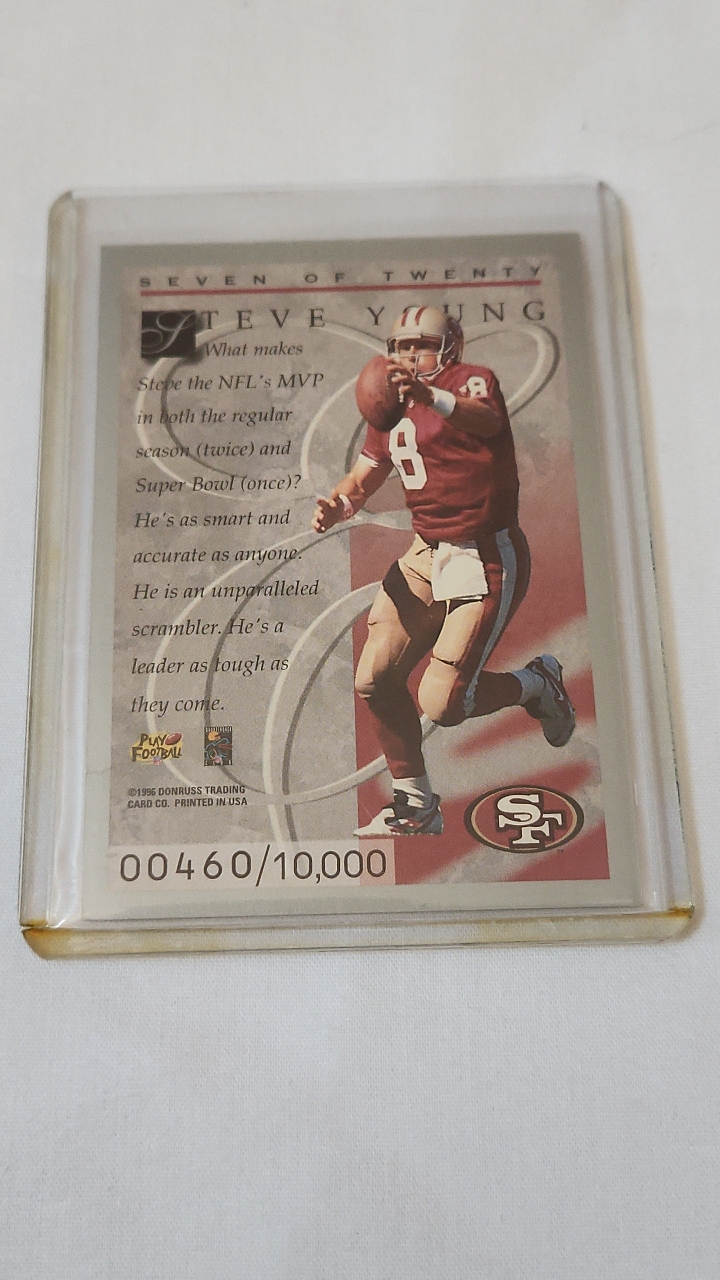 SEVEN OF TWENTY
STEVE YOUNG
What makes
Steve the NFL's MVP
in both the regular
season (twice) and
Super Bowl (once)?
He's as smart and
accurate as anyone.
He is an unparalleled
scrambler. He's a
leader as tough as
they come.
8
8
PLAY
FOOTBALL
©1996 DONRUSS TRADING
CARD CO. PRINTED IN USA
SF
00460/10,000